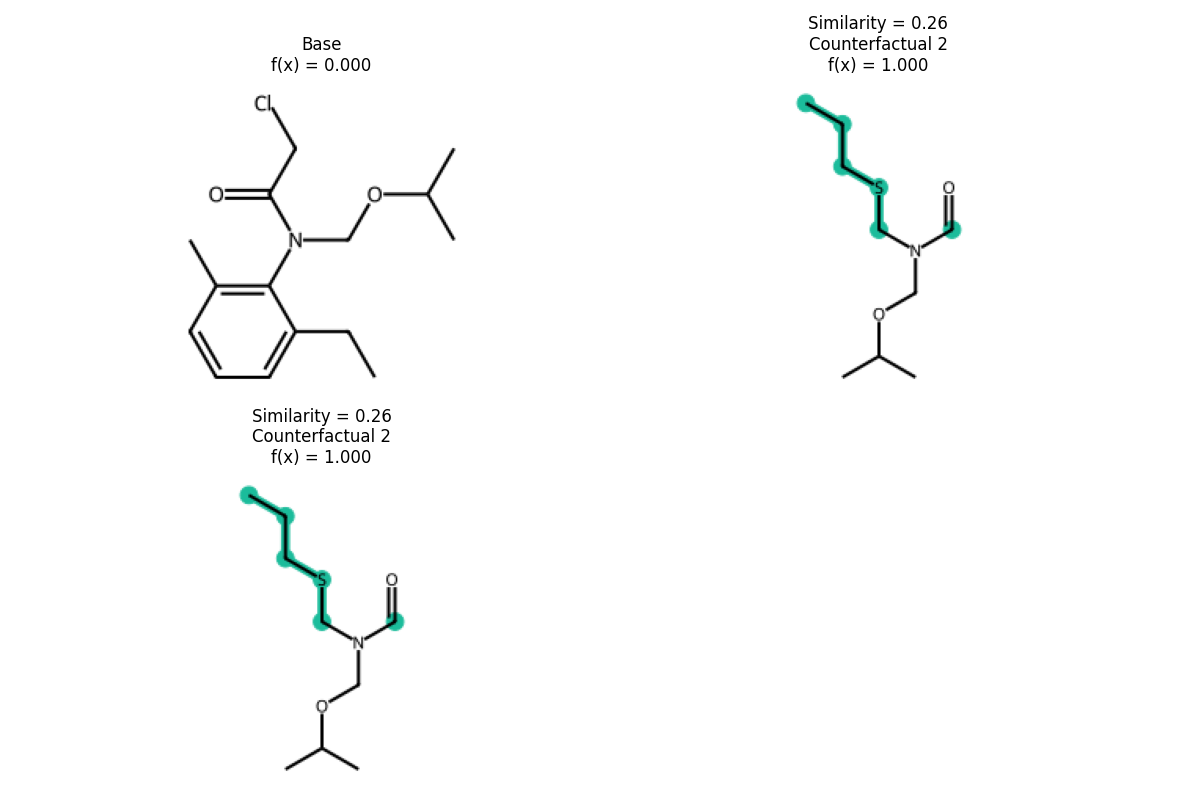 Base
f(x) = 0.000
Cl
O
O
N
Similarity = 0.26
Counterfactual 2
f(x) = 1.000
S
O
N
O
Similarity = 0.26
Counterfactual 2
f(x) = 1.000
S
O
N
O